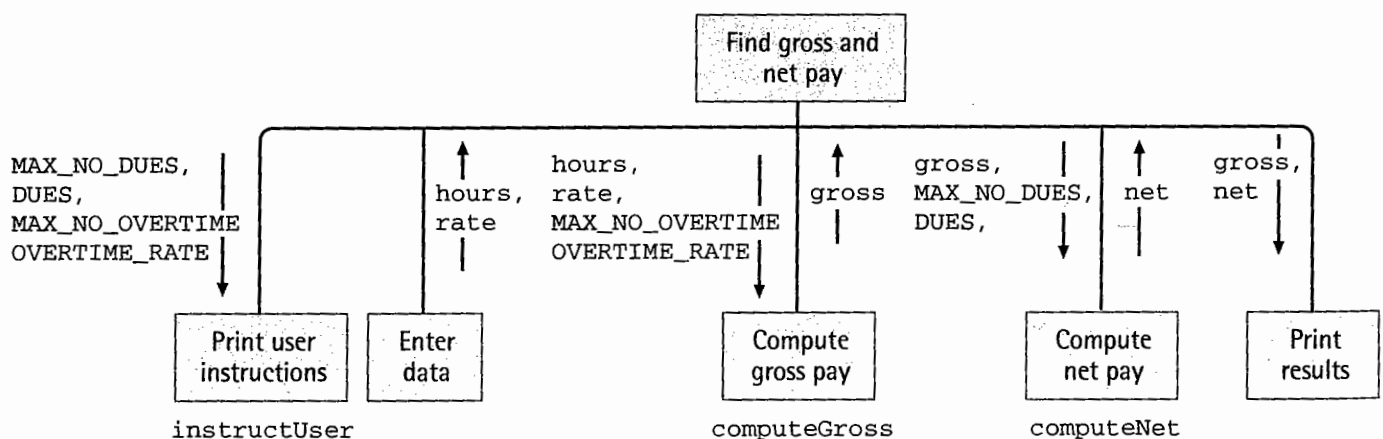 Find gross and
net pay
MAX_NO_DUES,
DUES,
MAX_NO_OVERTIME
OVERTIME_RATE
hours,
rate
hours,
rate,
MAX_NO_OVERTIME
OVERTIME_RATE
gross
gross,
MAX_NO_DUES,
DUES,
net
gross,
net
Print user
instructions
Enter
data
Compute
gross pay
Compute
net pay
Print
results
instructUser
computeGross
computeNet